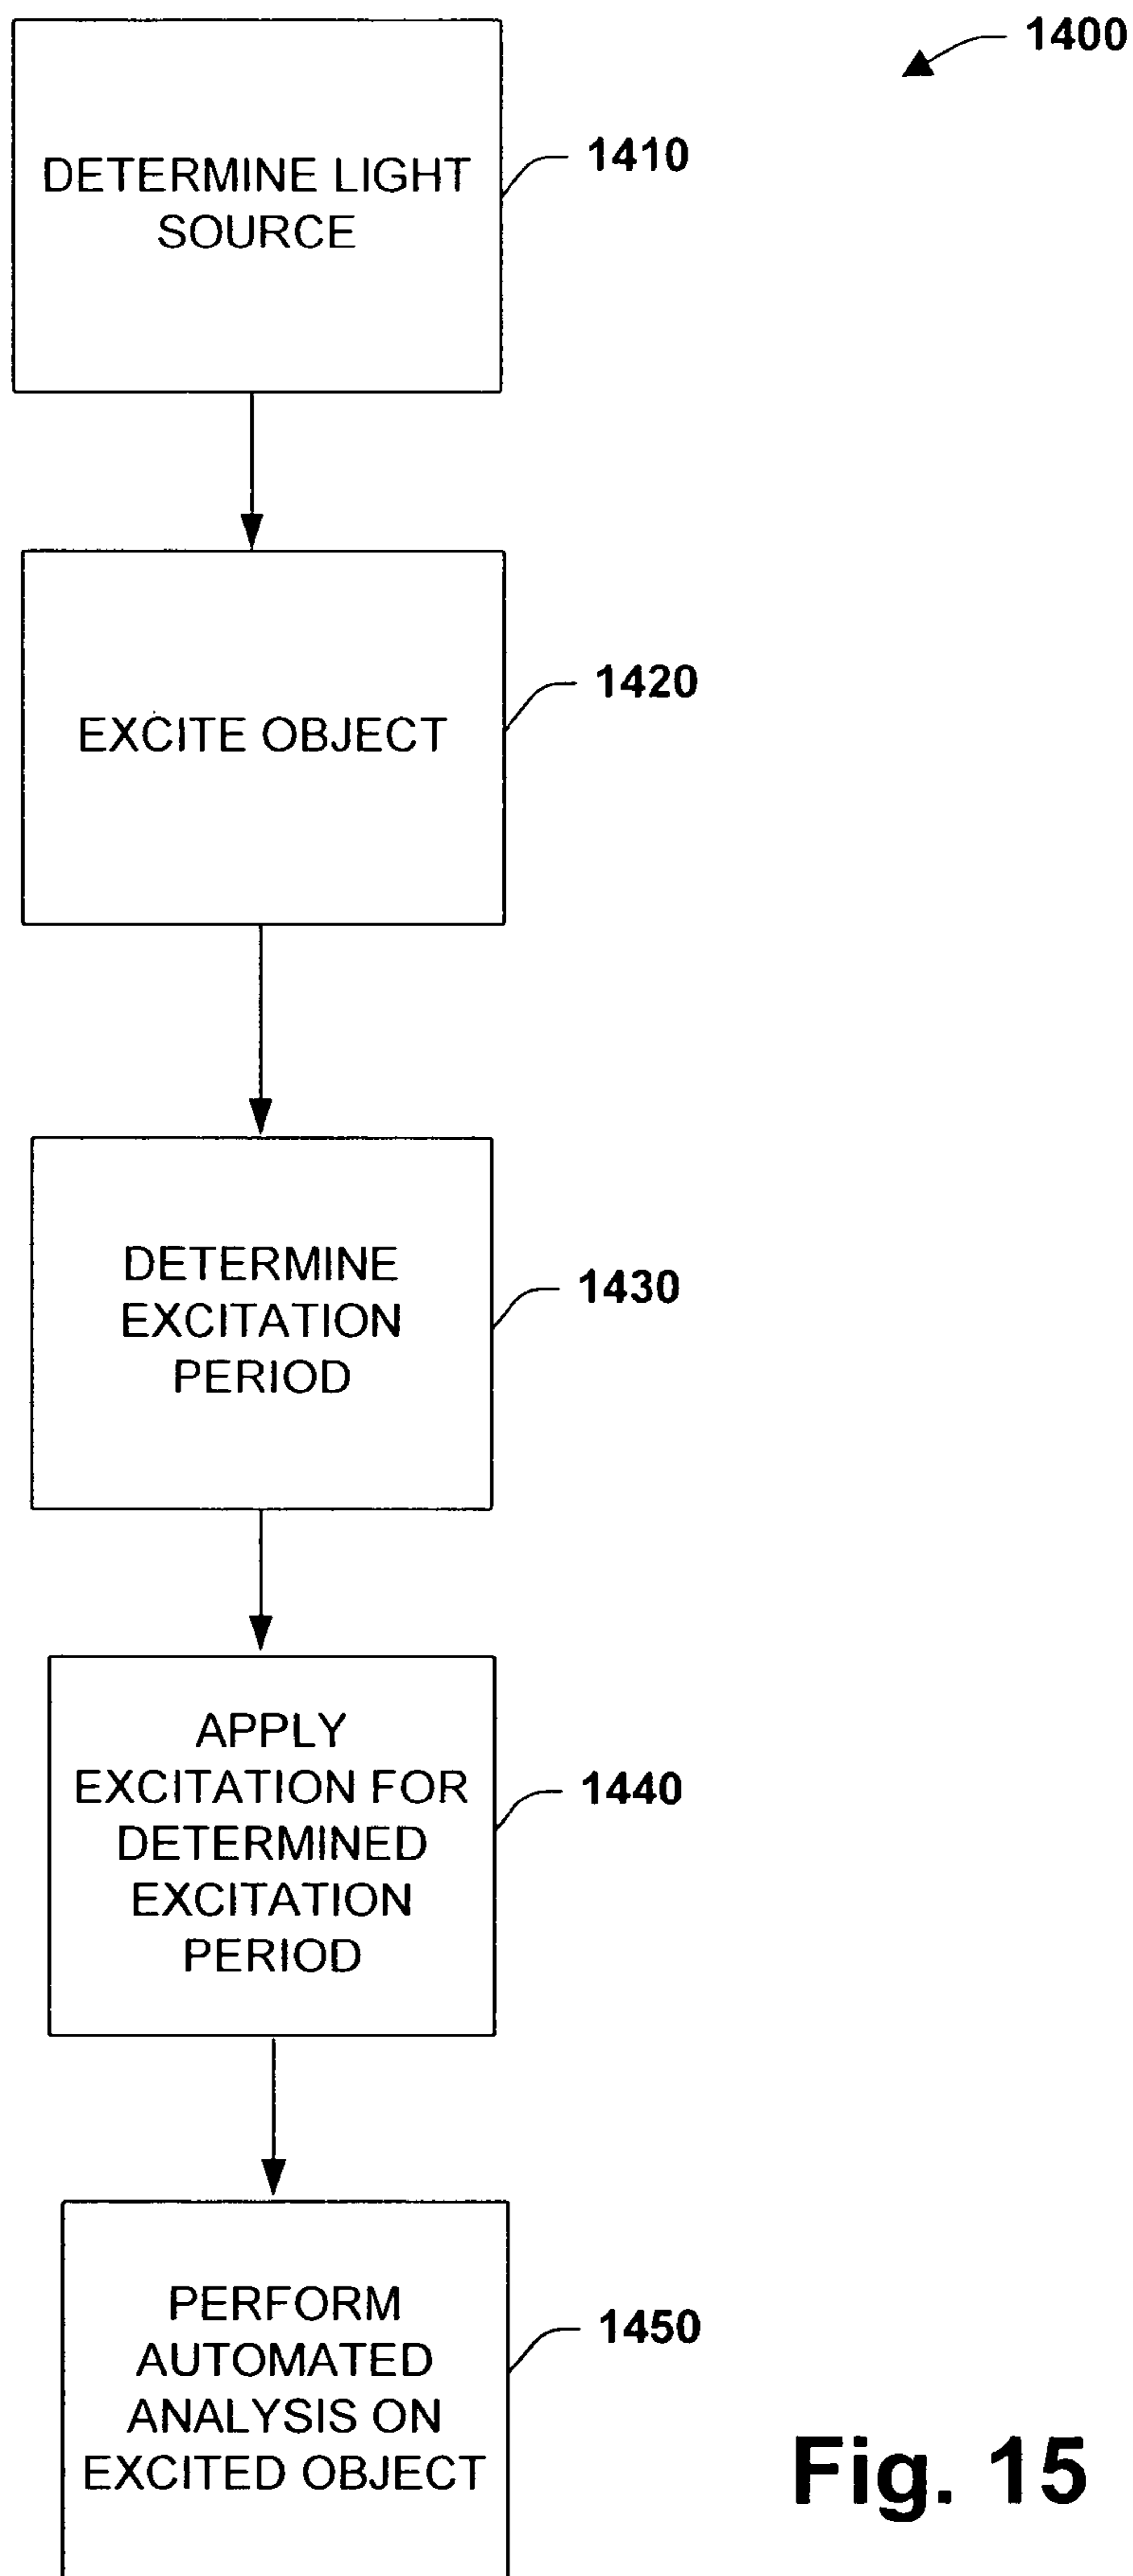 1400
DETERMINE LIGHT
SOURCE
1410
EXCITE OBJECT
1420
DETERMINE
EXCITATION
PERIOD
1430
APPLY
EXCITATION FOR
DETERMINED
EXCITATION
PERIOD
1440
PERFORM
AUTOMATED
ANALYSIS ON
EXCITED OBJECT
1450
Fig. 15